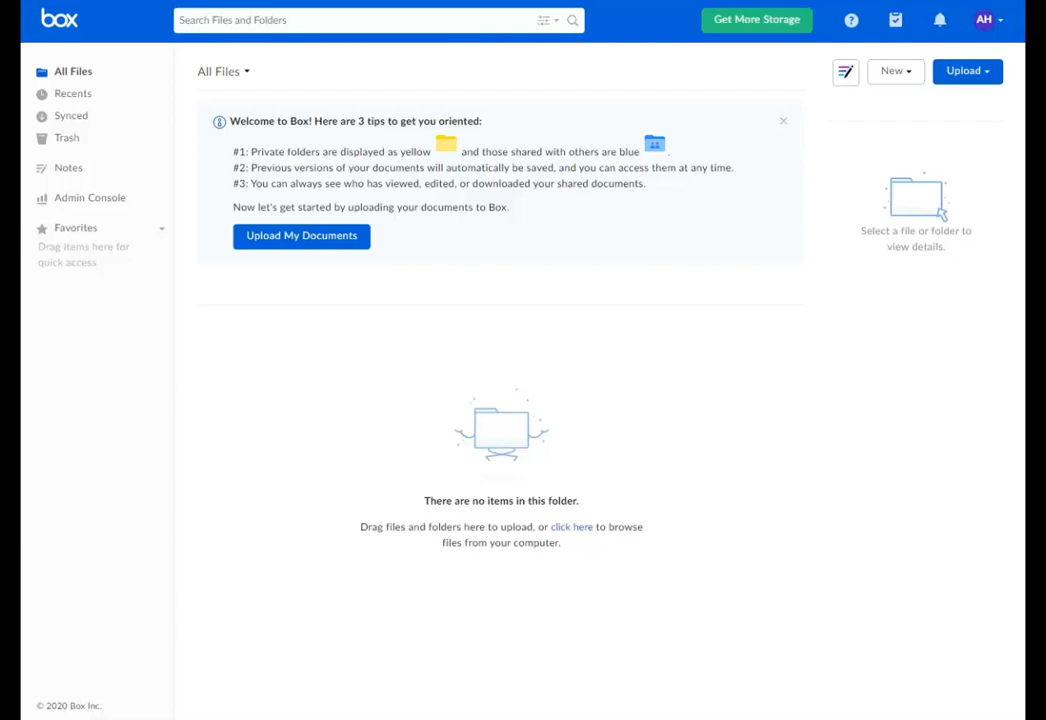 box
Search Files and Folders
Get More Storage
?
AH
All Files
Recents
Synced
Trash
Notes
Admin Console
Favorites
Drag items here for
quick access
© 2020 Box Inc.
All Files
New
Upload
Welcome to Box! Here are 3 tips to get you oriented:
#1: Private folders are displayed as yellow and those shared with others are blue .
#2: Previous versions of your documents will automatically be saved, and you can access them at any time.
#3: You can always see who has viewed, edited, or downloaded your shared documents.
Now let's get started by uploading your documents to Box.
Upload My Documents
There are no items in this folder.
Drag files and folders here to upload, or click here to browse
files from your computer.
Select a file or folder to
view details.